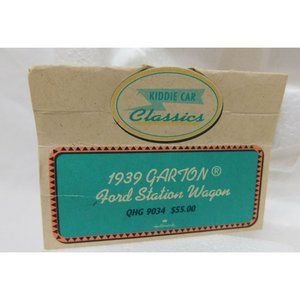 KIDDIE CAR
Classics
1939 GARTON®
Ford Station Wagon
QHG 9034 $55.00